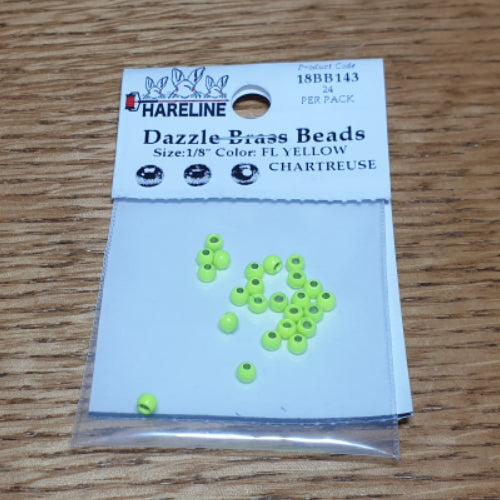 Product Code
18BB143
24
PER PACK
HARELINE
Dazzle Brass Beads
Size:1/8" Color: FL YELLOW
CHARTREUSE